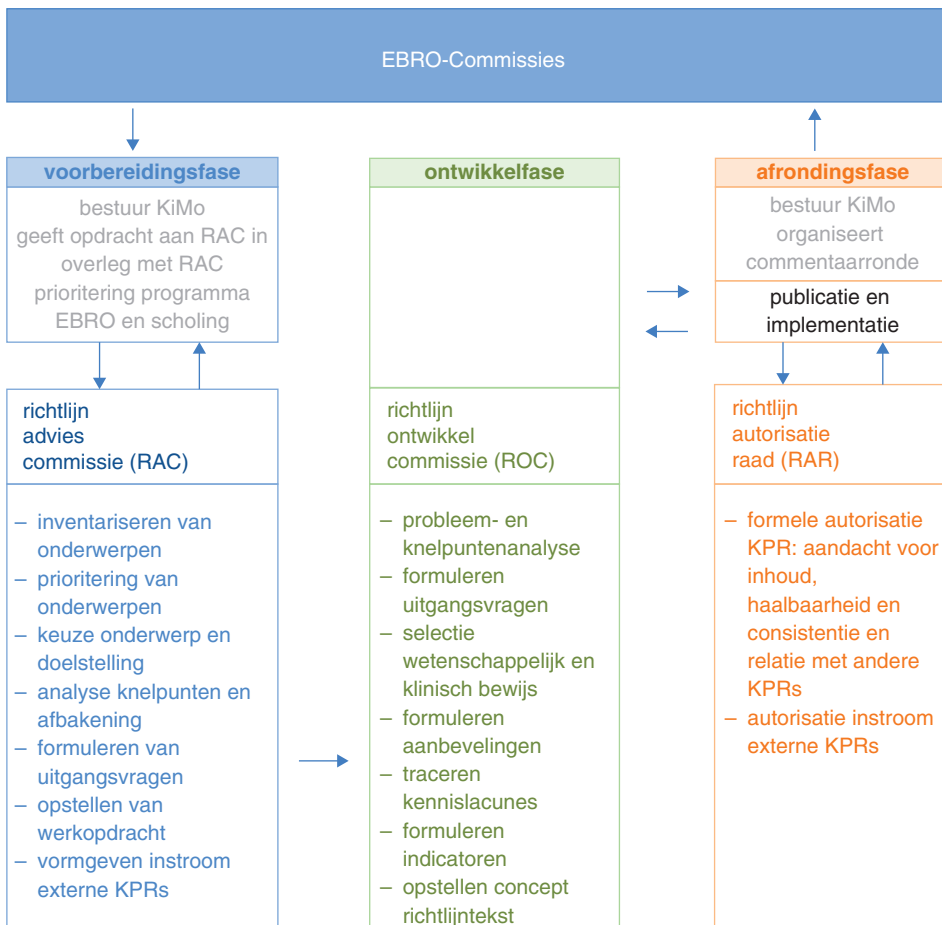 EBRO-Commissies
voorbereidingsfase
bestuur KiMo
geeft opdracht aan RAC in
overleg met RAC
prioritering programma
EBRO en scholing
richtlijn
advies
commissie (RAC)
– inventariseren van
onderwerpen
– prioritering van
onderwerpen
– keuze onderwerp en
doelstelling
– analyse knelpunten en
afbakening
– formuleren van
uitgangsvragen
– opstellen van
werkopdracht
– vormgeven instroom
externe KPRs
ontwikkelfase
richtlijn
ontwikkel
commissie (ROC)
– probleem- en
knelpuntenanalyse
– formuleren
uitgangsvragen
– selectie
wetenschappelijk en
klinisch bewijs
– formuleren
aanbevelingen
– traceren
kennislacunes
– formuleren
indicatoren
– opstellen concept
richtlijntekst
afrondingsfase
bestuur KiMo
organiseert
commentaarronde
publicatie en
implementatie
richtlijn
autorisatie
raad (RAR)
– formele autorisatie
KPR: aandacht voor
inhoud,
haalbaarheid en
consistentie en
relatie met andere
KPRs
– autorisatie instroom
externe KPRs